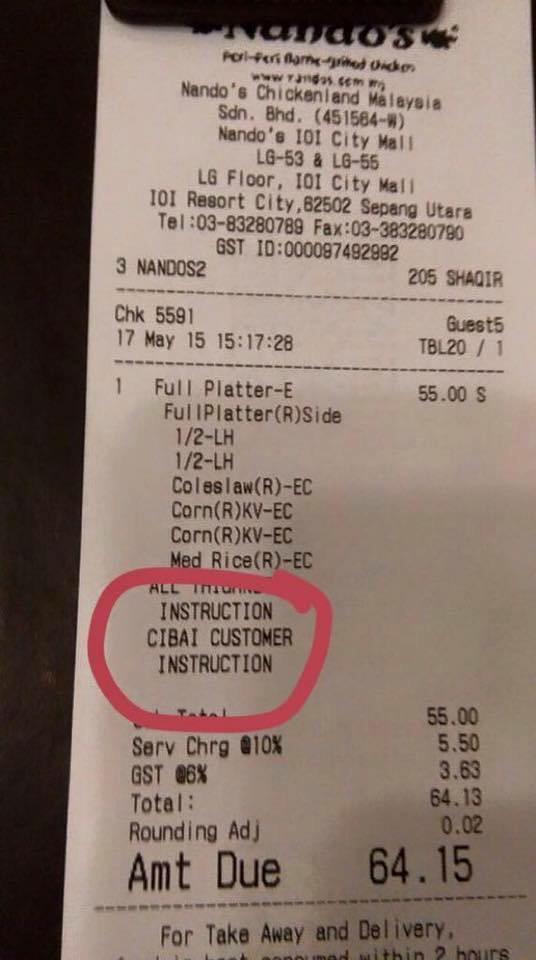 Nando's
Peri-Peri flame-grilled chicken
www.nandos.com.my
Nando's Chickenland Malaysia
Sdn. Bhd. (451564-W)
Nando's IOI City Mall
LG-53 & LG-55
LG Floor, IOI City Mall
IOI Resort City,62502 Sepang Utara
Tel:03-83280789 Fax:03-383280790
GST ID:000097492992
3 NANDOS2 205 SHAQIR
Chk 5591 Guest5
17 May 15 15:17:28 TBL20 / 1
1 Full Platter-E 55.00 S
FullPlatter(R)Side
1/2-LH
1/2-LH
Coleslaw(R)-EC
Corn(R)KV-EC
Corn(R)KV-EC
Med Rice(R)-EC
ALL
INSTRUCTION
CIBAI CUSTOMER
INSTRUCTION
Sub Total 55.00
Serv Chrg @10% 5.50
GST @6% 3.63
Total: 64.13
Rounding Adj 0.02
Amt Due 64.15
For Take Away and Delivery,
consumed within 2 hours